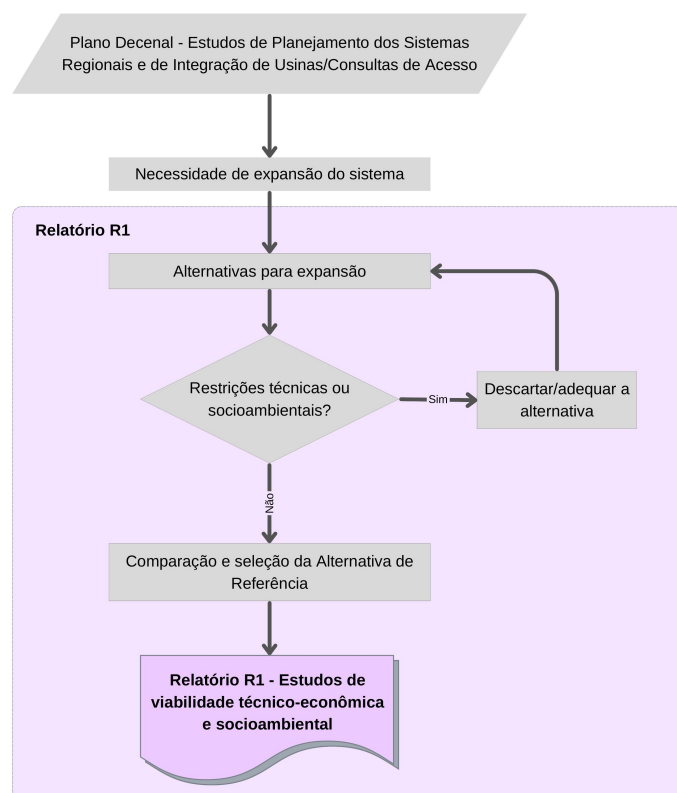 Plano Decenal - Estudos de Planejamento dos Sistemas
Regionais e de Integração de Usinas/Consultas de Acesso
Necessidade de expansão do sistema
Relatório R1
Alternativas para expansão
Restrições técnicas ou
socioambientais?
Sim
Descartar/adequar a
alternativa
Não
Comparação e seleção da Alternativa de
Referência
Relatório R1 - Estudos de
viabilidade técnico-econômica
e socioambiental